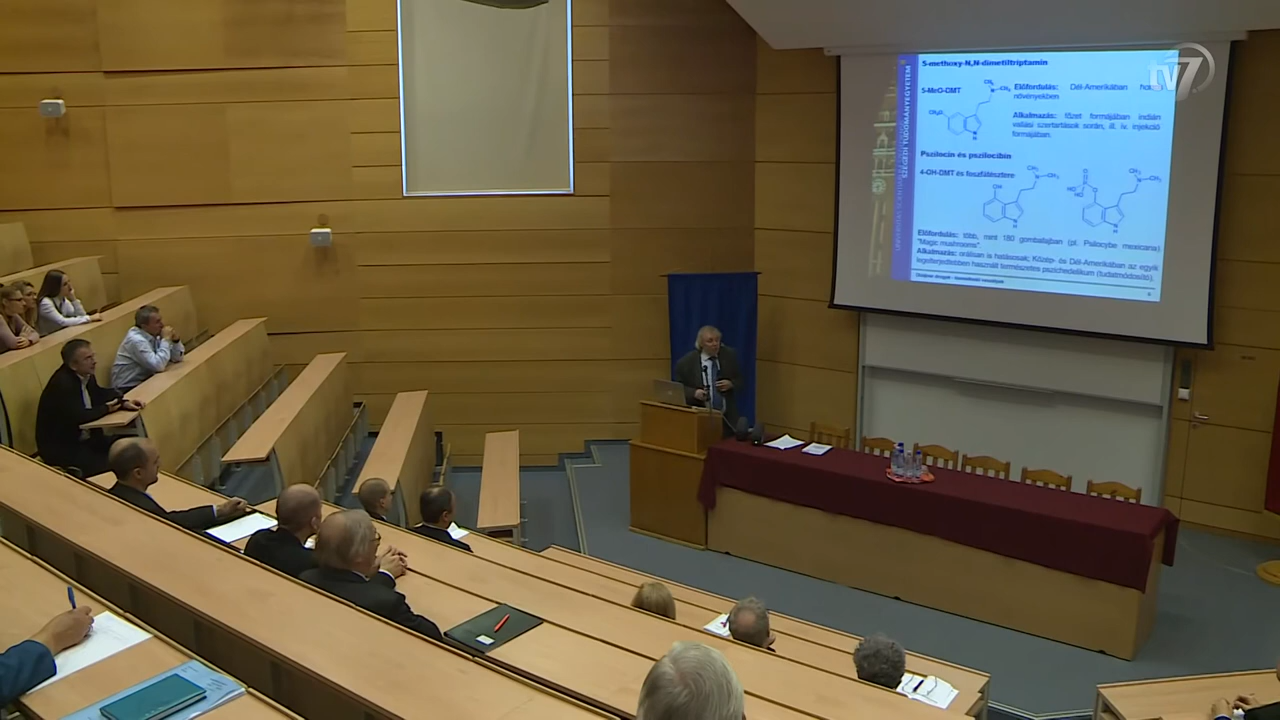 tv7
5-methoxy-N,N-dimetiltriptamin
5-MeO-DMT
Előfordulás: Dél-Amerikában
növényekben
Alkalmazás: főzet formájában indián
vallási szertartások során, ill. iv. injekció
formájában
SZEGEDI TUDOMÁNYEGYETEM
Pszilocin és pszilocibin
4-OH-DMT és foszfátésztere
OH
Előfordulás: több, mint 180 gombafajban (pl. Psilocybe mexicana)
"Magic mushrooms".
Alkalmazás: orálisan is hatásosak; Közép- és Dél-Amerikában az egyik
legelterjedtebben használt természetes pszichedelikum (tudatmódosító).